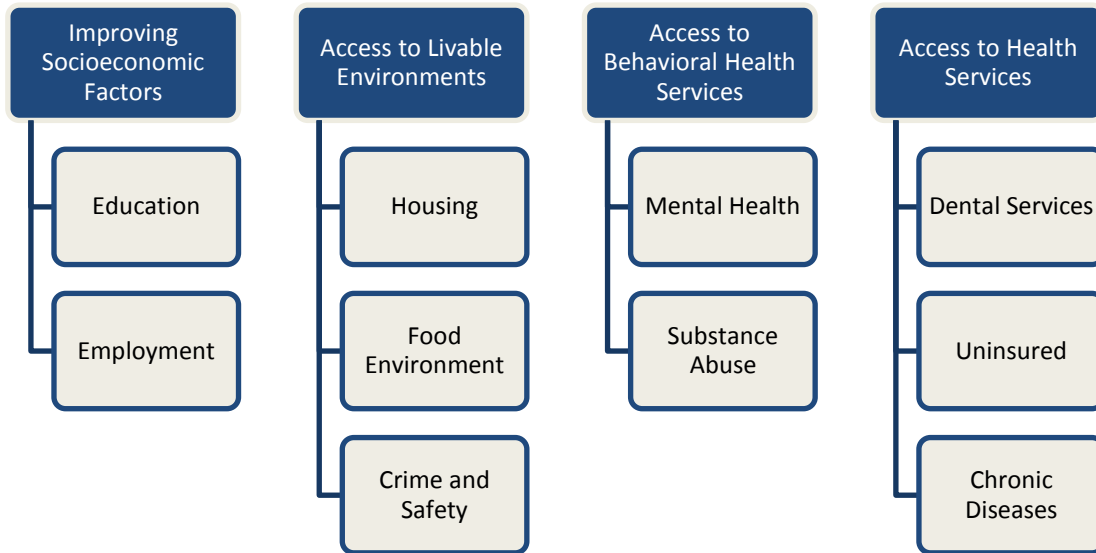 Improving
Socioeconomic
Factors
Education
Employment
Access to Livable
Environments
Housing
Food
Environment
Crime and
Safety
Access to
Behavioral Health
Services
Mental Health
Substance
Abuse
Access to Health
Services
Dental Services
Uninsured
Chronic
Diseases